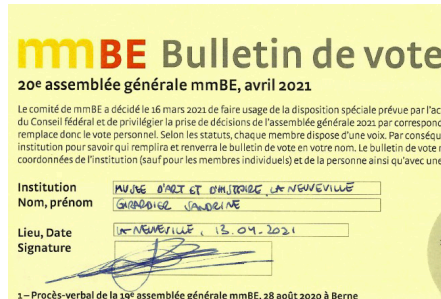 mmBE Bulletin de vote
20e assemblée générale mmBE, avril 2021
Le comité de mmBE a décidé le 16 mars 2021 de faire usage de la disposition spéciale prévue par l'ac
du Conseil fédéral et de privilégier la prise de décisions de l'assemblée générale 2021 par correspond
remplace donc le vote personnel. Selon les statuts, chaque membre dispose d'une voix. Par conséqu
institution pour savoir qui remplira et renverra le bulletin de vote en votre nom. Le bulletin de vote
coordonnées de l'institution (sauf pour les membres individuels) et de la personne ainsi qu'avec une
Institution MUSEE D'ART ET D'HISTOIRE, LA NEUVEVILLE
Nom, prénom GIRARDIER SANDRINE
Lieu, Date LA NEUVEVILLE, 13.04.2021
Signature
1 – Procès-verbal de la 19e assemblée générale mmBE, 28 août 2020 à Berne